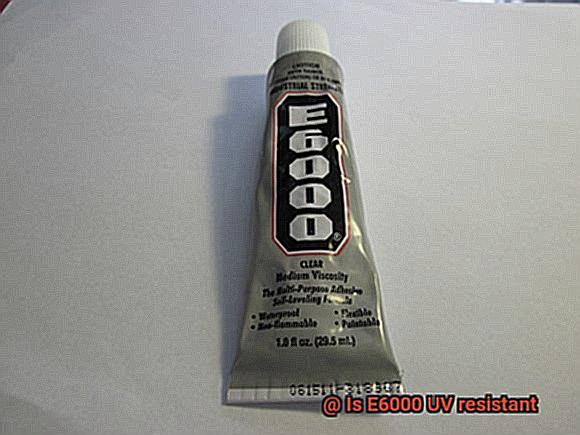 CAUTION
INDUSTRIAL STRENGTH
E6000®
CLEAR
Medium Viscosity
The Multi-Purpose Adhesive
Self-Leveling Formula
• Waterproof • Flexible
• Non-flammable • Paintable
1.0 fl oz. (29.5 mL)
@ Is E6000 UV resistant